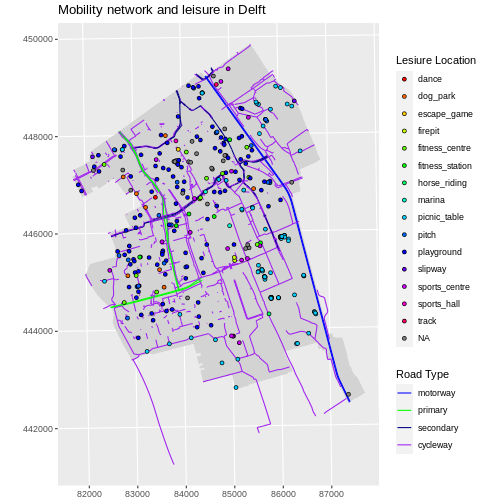 Mobility network and leisure in Delft
450000
448000
446000
444000
442000
82000
83000
84000
85000
86000
87000
Lesiure Location
dance
dog_park
escape_game
firepit
fitness_centre
fitness_station
horse_riding
marina
picnic_table
pitch
playground
slipway
sports_centre
sports_hall
track
NA
Road Type
motorway
primary
secondary
cycleway